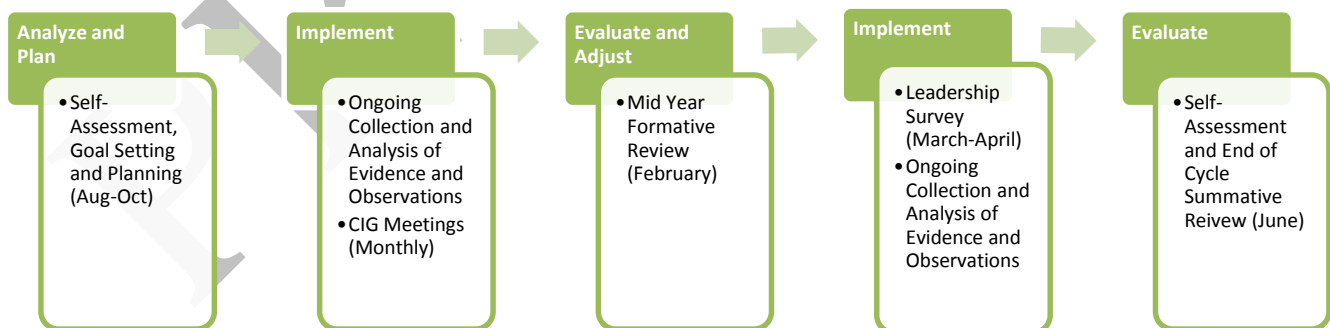 Analyze and
Plan
•Self-
Assessment,
Goal Setting
and Planning
(Aug-Oct)
Implement
•Ongoing
Collection and
Analysis of
Evidence and
Observations
•CIG Meetings
(Monthly)
Evaluate and
Adjust
•Mid Year
Formative
Review
(February)
Implement
•Leadership
Survey
(March-April)
•Ongoing
Collection and
Analysis of
Evidence and
Observations
Evaluate
•Self-
Assessment
and End of
Cycle
Summative
Reivew (June)